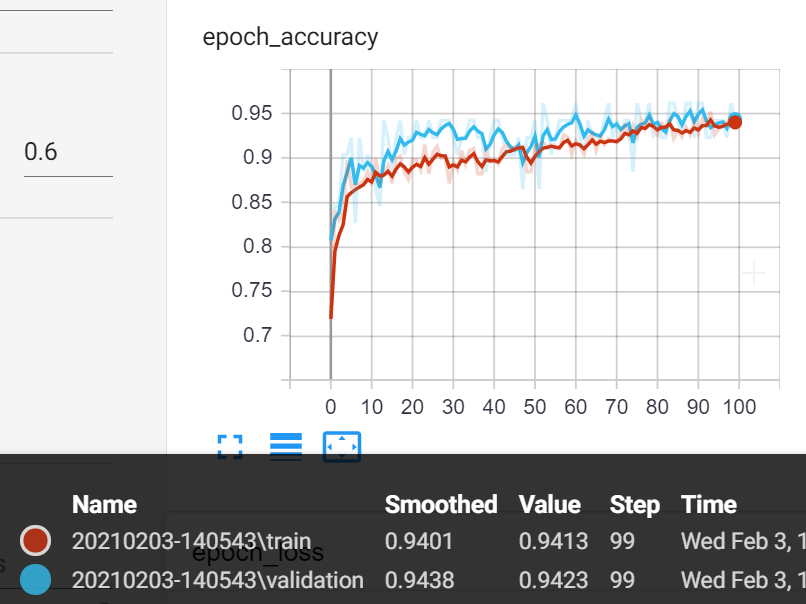 epoch_accuracy
0.6
0.95
0.9
0.85
0.8
0.75
0.7
0 10 20 30 40 50 60 70 80 90 100
Name Smoothed Value Step Time
20210203-140543\train 0.9401 0.9413 99 Wed Feb 3, 1
epoch_loss
20210203-140543\validation 0.9438 0.9423 99 Wed Feb 3, 1